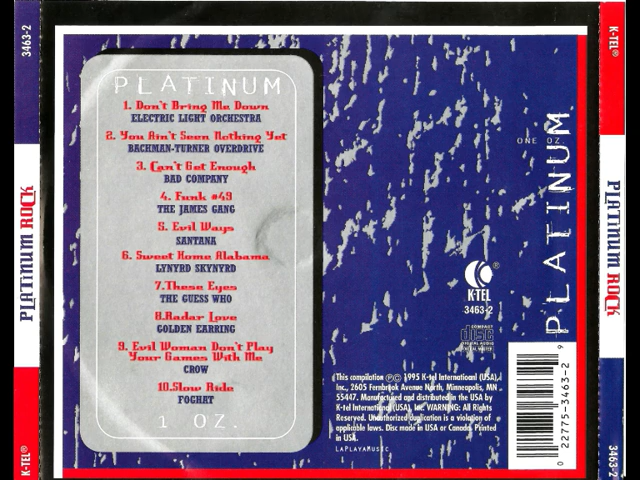 3463-2
PLATINUM ROCK
K-TEL®
PLATINUM
1. Don't Bring Me Down
ELECTRIC LIGHT ORCHESTRA
2. You Ain't Seen Nothing Yet
BACHMAN-TURNER OVERDRIVE
3. Can't Get Enough
BAD COMPANY
4. Funk #49
THE JAMES GANG
5. Evil Ways
SANTANA
6. Sweet Home Alabama
LYNYRD SKYNYRD
7.These Eyes
THE GUESS WHO
8.Radar Love
GOLDEN EARRING
9. Evil Woman Don't Play
Your Games With Me
CROW
10.Slow Ride
FOGHAT
1 OZ.
ONE OZ.
PLATINUM
K-TEL®
3463-2
COMPACT
disc
DIGITAL AUDIO
This compilation ℗© 1995 K-tel International (USA),
Inc., 2605 Fernbrook Avenue North, Minneapolis, MN
55447. Manufactured and distributed in the USA by
K-tel International (USA), Inc. WARNING: All Rights
Reserved. Unauthorized duplication is a violation of
applicable laws. Disc made in USA or Canada. Printed
in USA.
LAPLAYAMUSIC
0 22775-3463-2 9
K-TEL®
PLATINUM ROCK
3463-2